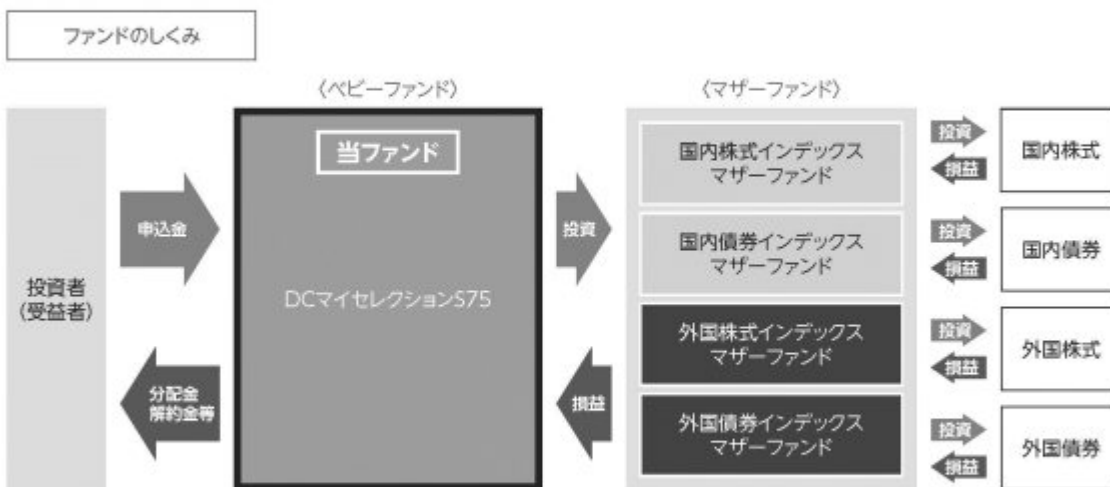 ファンドのしくみ
〈ベビーファンド〉
〈マザーファンド〉
投資者
(受益者)
申込金
分配金
解約金等
当ファンド
DCマイセレクションS75
投資
損益
国内株式インデックス
マザーファンド
国内債券インデックス
マザーファンド
外国株式インデックス
マザーファンド
外国債券インデックス
マザーファンド
投資
損益
国内株式
投資
損益
国内債券
投資
損益
外国株式
投資
損益
外国債券